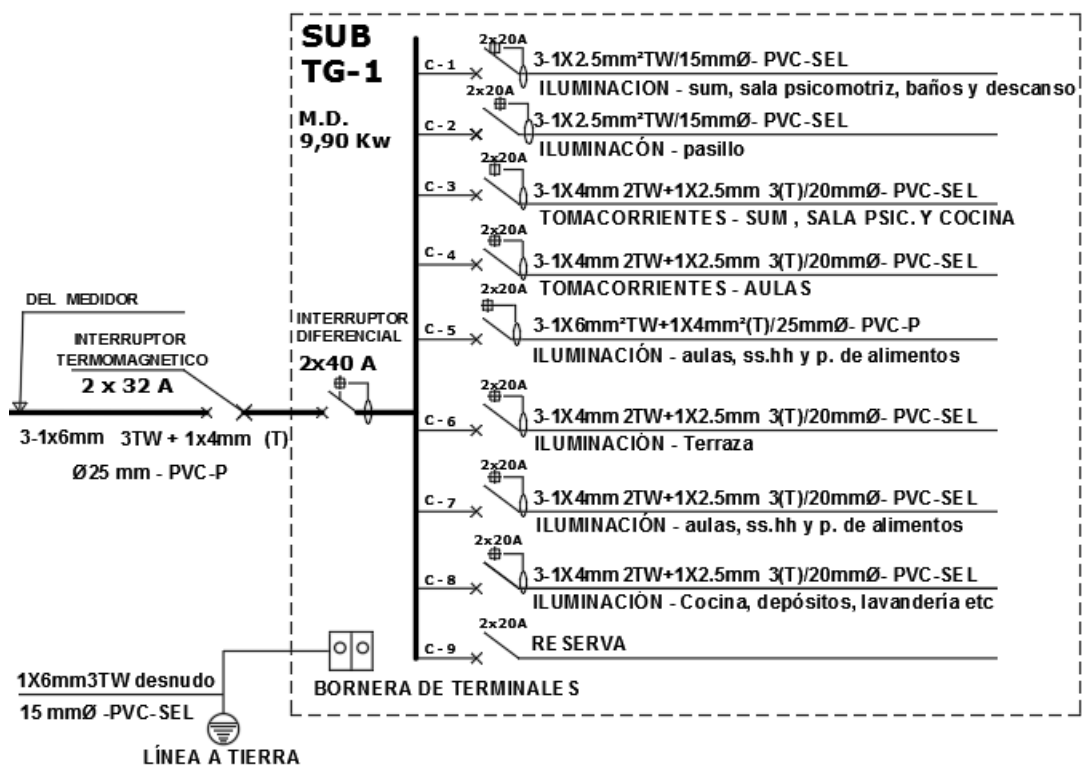 SUB
TG-1
M.D.
9,90 Kw
C - 1
2x20A
3-1X2.5mm²TW/15mmØ- PVC-SEL
ILUMINACION - sum, sala psicomotriz, baños y descanso
C - 2
2x20A
3-1X2.5mm²TW/15mmØ- PVC-SEL
ILUMINACÓN - pasillo
C - 3
2x20A
3-1X4mm 2TW+1X2.5mm 3(T)/20mmØ- PVC-SEL
TOMACORRIENTES - SUM , SALA PSIC. Y COCINA
C - 4
2x20A
3-1X4mm 2TW+1X2.5mm 3(T)/20mmØ- PVC-SEL
TOMACORRIENTES - AULAS
C - 5
2x20A
3-1X6mm²TW+1X4mm²(T)/25mmØ- PVC-P
ILUMINACIÓN - aulas, ss.hh y p. de alimentos
C - 6
2x20A
3-1X4mm 2TW+1X2.5mm 3(T)/20mmØ- PVC-SEL
ILUMINACIÓN - Terraza
C - 7
2x20A
3-1X4mm 2TW+1X2.5mm 3(T)/20mmØ- PVC-SEL
ILUMINACIÓN - aulas, ss.hh y p. de alimentos
C - 8
2x20A
3-1X4mm 2TW+1X2.5mm 3(T)/20mmØ- PVC-SEL
ILUMINACIÓN - Cocina, depósitos, lavandería etc
C - 9
2x20A
RESERVA
DEL MEDIDOR
INTERRUPTOR
TERMOMAGNETICO
2 x 32 A
3-1x6mm 3TW + 1x4mm (T)
Ø25 mm - PVC-P
INTERRUPTOR
DIFERENCIAL
2x40 A
BORNERA DE TERMINALES
1X6mm3TW desnudo
15 mmØ -PVC-SEL
LÍNEA A TIERRA